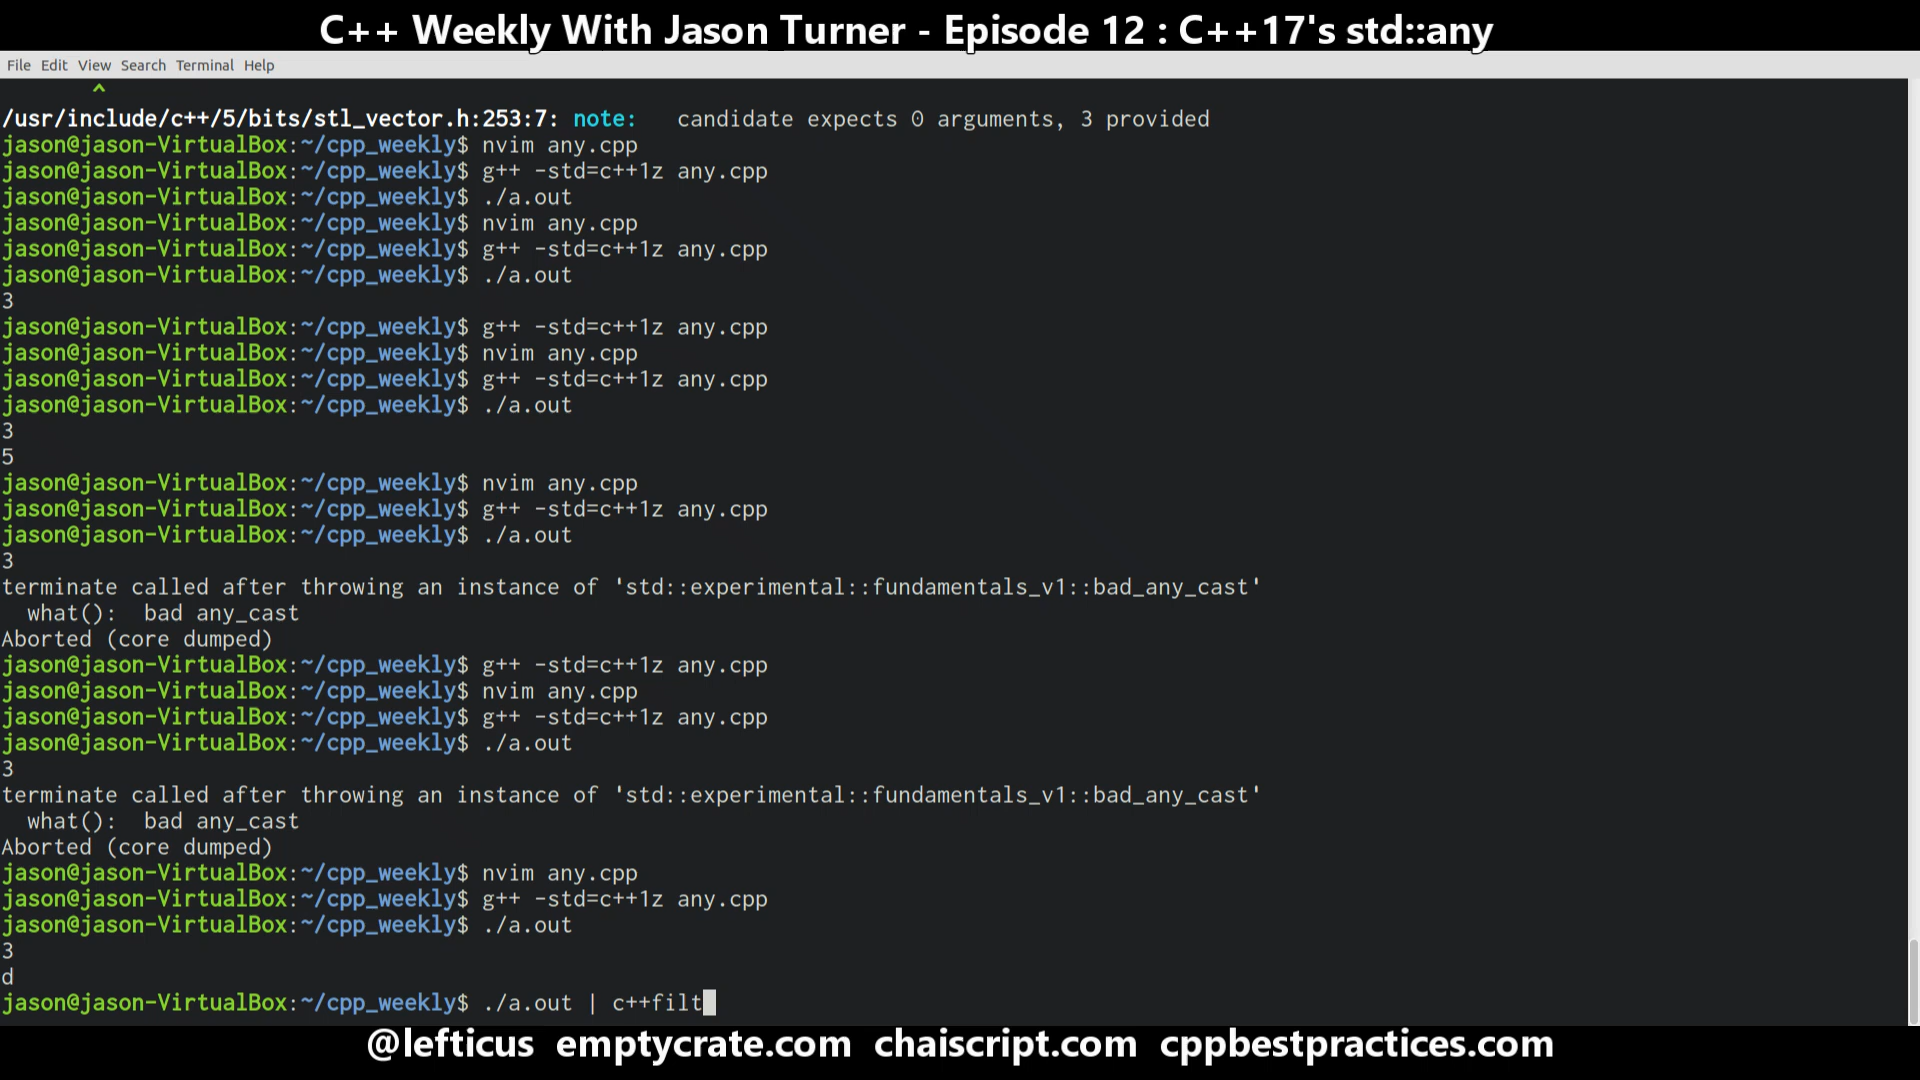 C++ Weekly With Jason Turner - Episode 12 : C++17's std::any
File Edit View Search Terminal Help
^
/usr/include/c++/5/bits/stl_vector.h:253:7: note:   candidate expects 0 arguments, 3 provided
jason@jason-VirtualBox:~/cpp_weekly$ nvim any.cpp
jason@jason-VirtualBox:~/cpp_weekly$ g++ -std=c++1z any.cpp
jason@jason-VirtualBox:~/cpp_weekly$ ./a.out
jason@jason-VirtualBox:~/cpp_weekly$ nvim any.cpp
jason@jason-VirtualBox:~/cpp_weekly$ g++ -std=c++1z any.cpp
jason@jason-VirtualBox:~/cpp_weekly$ ./a.out
3
jason@jason-VirtualBox:~/cpp_weekly$ g++ -std=c++1z any.cpp
jason@jason-VirtualBox:~/cpp_weekly$ nvim any.cpp
jason@jason-VirtualBox:~/cpp_weekly$ g++ -std=c++1z any.cpp
jason@jason-VirtualBox:~/cpp_weekly$ ./a.out
3
5
jason@jason-VirtualBox:~/cpp_weekly$ nvim any.cpp
jason@jason-VirtualBox:~/cpp_weekly$ g++ -std=c++1z any.cpp
jason@jason-VirtualBox:~/cpp_weekly$ ./a.out
3
terminate called after throwing an instance of 'std::experimental::fundamentals_v1::bad_any_cast'
  what():  bad any_cast
Aborted (core dumped)
jason@jason-VirtualBox:~/cpp_weekly$ g++ -std=c++1z any.cpp
jason@jason-VirtualBox:~/cpp_weekly$ nvim any.cpp
jason@jason-VirtualBox:~/cpp_weekly$ g++ -std=c++1z any.cpp
jason@jason-VirtualBox:~/cpp_weekly$ ./a.out
3
terminate called after throwing an instance of 'std::experimental::fundamentals_v1::bad_any_cast'
  what():  bad any_cast
Aborted (core dumped)
jason@jason-VirtualBox:~/cpp_weekly$ nvim any.cpp
jason@jason-VirtualBox:~/cpp_weekly$ g++ -std=c++1z any.cpp
jason@jason-VirtualBox:~/cpp_weekly$ ./a.out
3
d
jason@jason-VirtualBox:~/cpp_weekly$ ./a.out | c++filt
@lefticus emptycrate.com chaiscript.com cppbestpractices.com